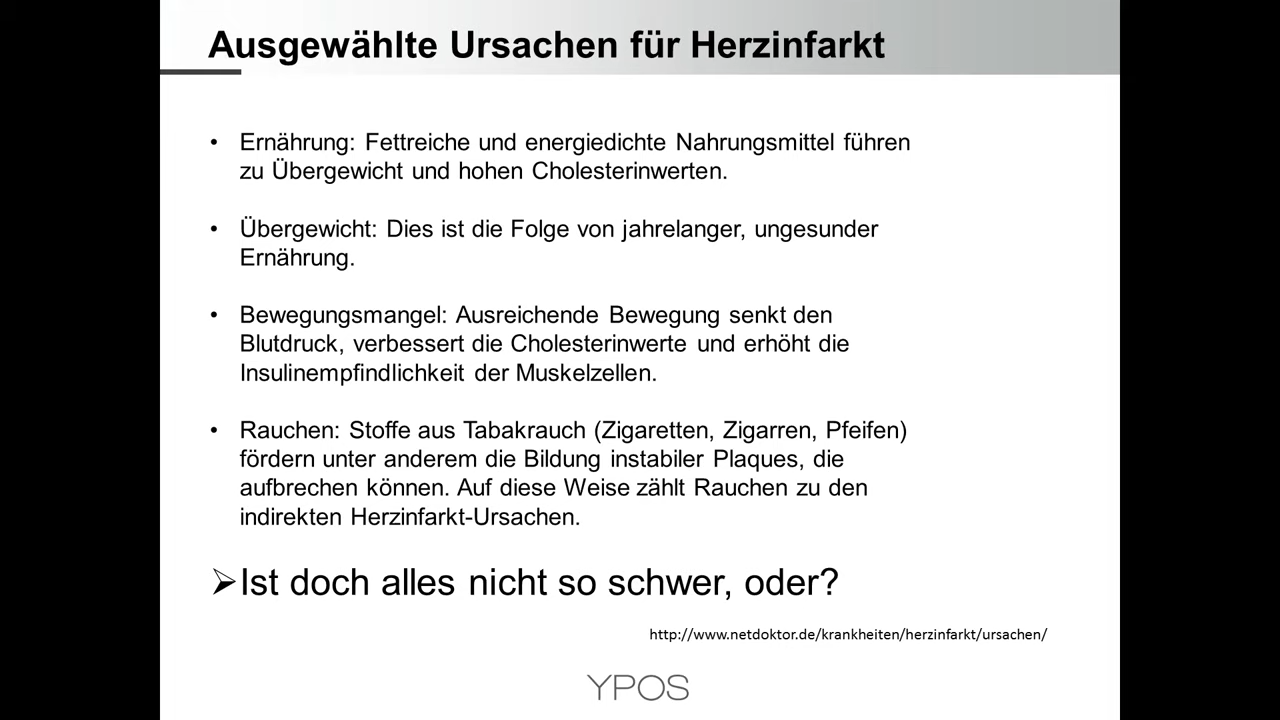 Ausgewählte Ursachen für Herzinfarkt
• Ernährung: Fettreiche und energiedichte Nahrungsmittel führen
zu Übergewicht und hohen Cholesterinwerten.
• Übergewicht: Dies ist die Folge von jahrelanger, ungesunder
Ernährung.
• Bewegungsmangel: Ausreichende Bewegung senkt den
Blutdruck, verbessert die Cholesterinwerte und erhöht die
Insulinempfindlichkeit der Muskelzellen.
• Rauchen: Stoffe aus Tabakrauch (Zigaretten, Zigarren, Pfeifen)
fördern unter anderem die Bildung instabiler Plaques, die
aufbrechen können. Auf diese Weise zählt Rauchen zu den
indirekten Herzinfarkt-Ursachen.
➢Ist doch alles nicht so schwer, oder?
http://www.netdoktor.de/krankheiten/herzinfarkt/ursachen/
YPOS